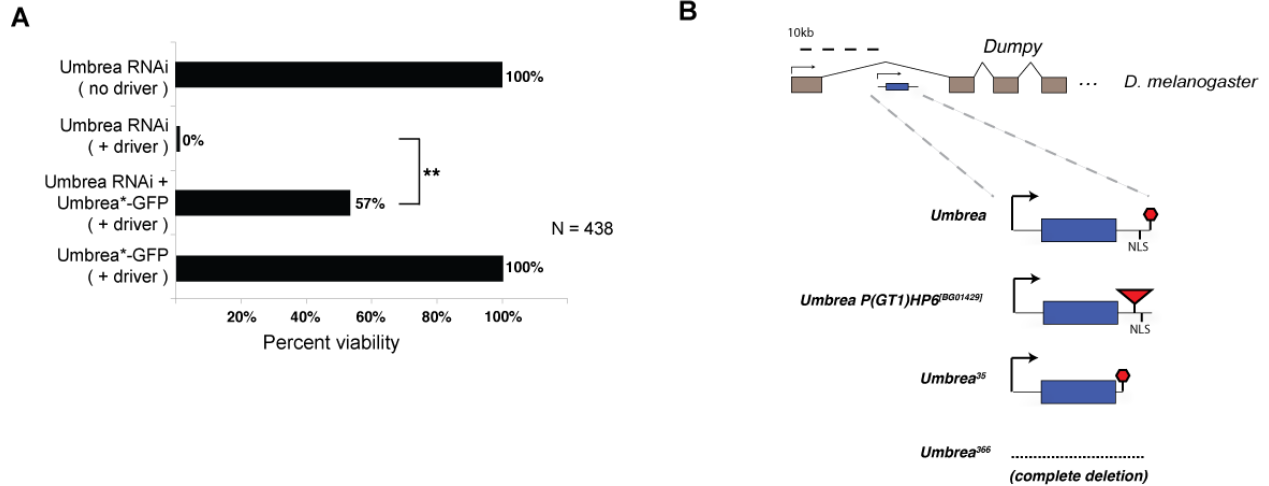 A
Umbrea RNAi
( no driver )
100%
Umbrea RNAi
( + driver )
0%
Umbrea RNAi +
Umbrea*-GFP
( + driver )
57%
**
N = 438
Umbrea*-GFP
( + driver )
100%
20%
40%
60%
80%
100%
Percent viability
B
10kb
Dumpy
...
D. melanogaster
Umbrea
NLS
Umbrea P(GT1)HP6[BG01429]
NLS
Umbrea35
Umbrea366
(complete deletion)